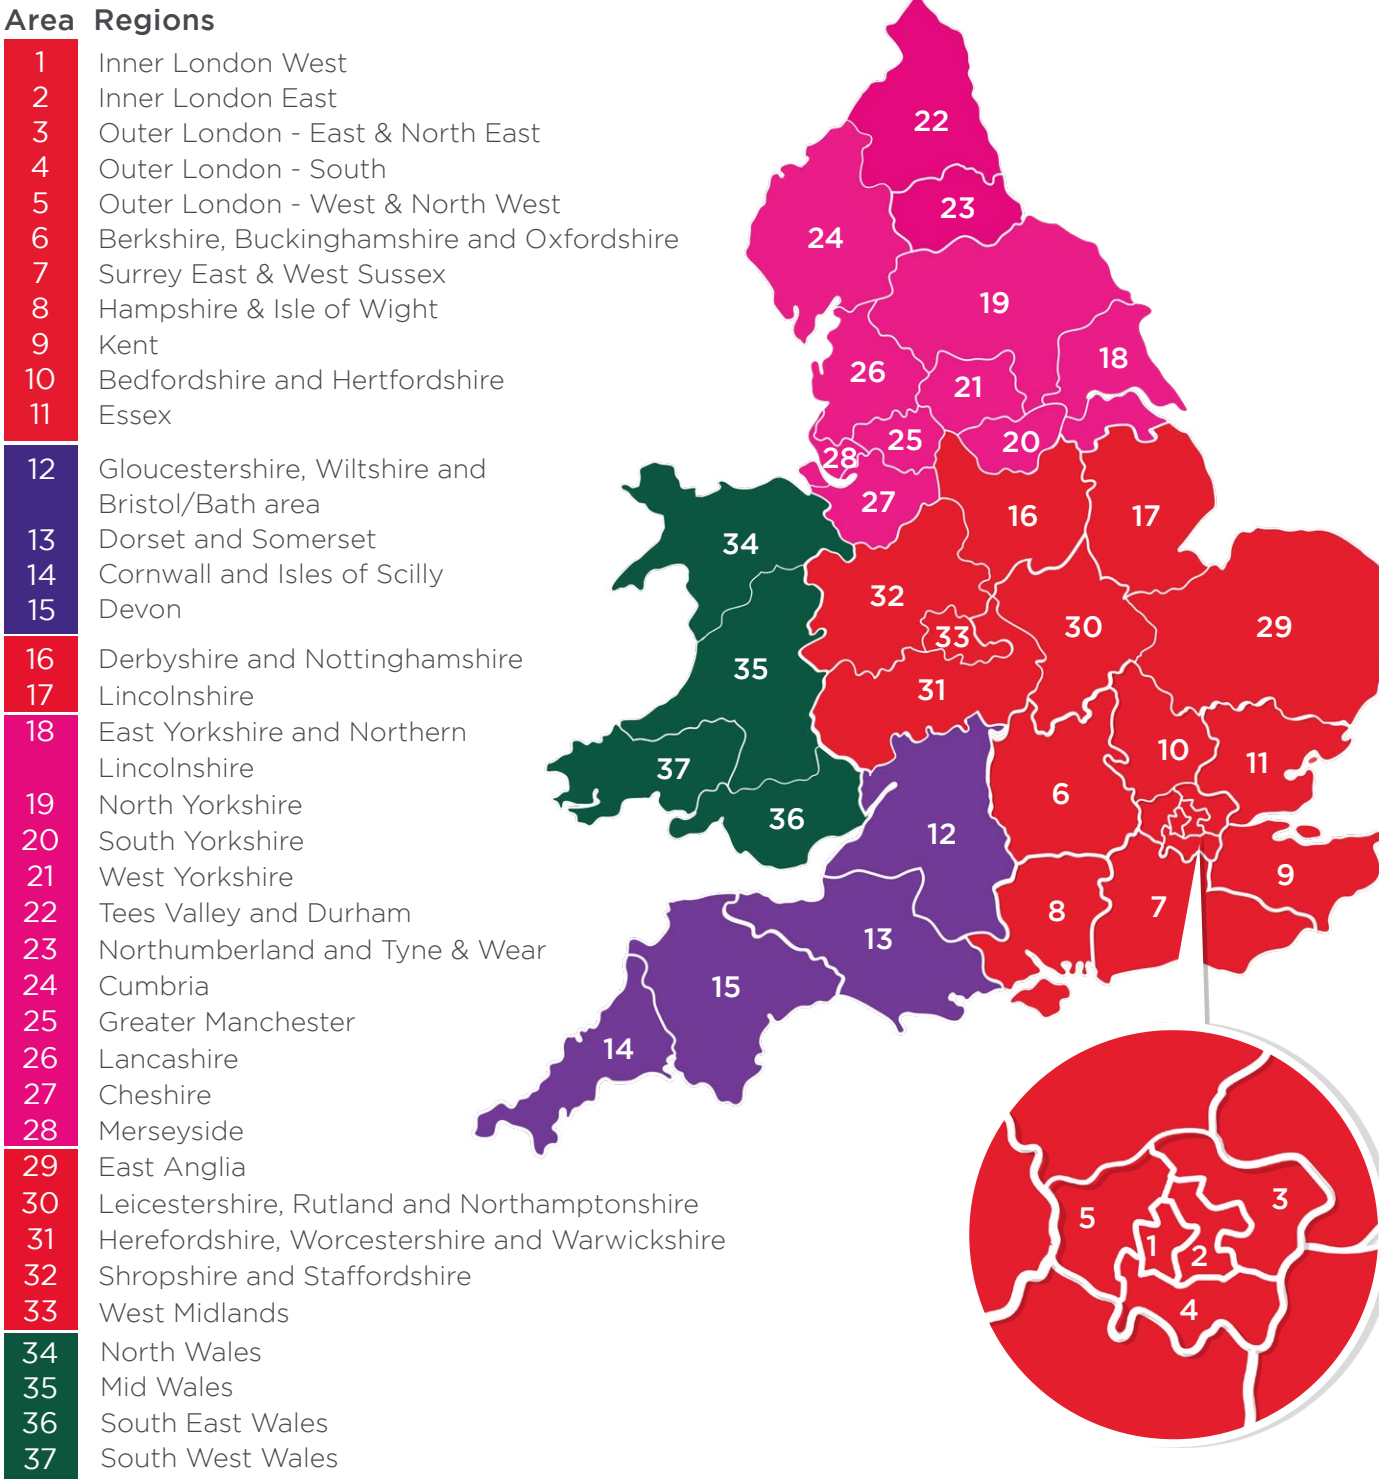 Area Regions
1 Inner London West
2 Inner London East
3 Outer London - East & North East
4 Outer London - South
5 Outer London - West & North West
6 Berkshire, Buckinghamshire and Oxfordshire
7 Surrey East & West Sussex
8 Hampshire & Isle of Wight
9 Kent
10 Bedfordshire and Hertfordshire
11 Essex
12 Gloucestershire, Wiltshire and
Bristol/Bath area
13 Dorset and Somerset
14 Cornwall and Isles of Scilly
15 Devon
16 Derbyshire and Nottinghamshire
17 Lincolnshire
18 East Yorkshire and Northern
Lincolnshire
19 North Yorkshire
20 South Yorkshire
21 West Yorkshire
22 Tees Valley and Durham
23 Northumberland and Tyne & Wear
24 Cumbria
25 Greater Manchester
26 Lancashire
27 Cheshire
28 Merseyside
29 East Anglia
30 Leicestershire, Rutland and Northamptonshire
31 Herefordshire, Worcestershire and Warwickshire
32 Shropshire and Staffordshire
33 West Midlands
34 North Wales
35 Mid Wales
36 South East Wales
37 South West Wales
22
23
24
19
18
26
21
25
20
28
27
16
17
34
32
33
30
29
35
31
10
11
37
6
36
12
9
8
7
13
15
14
3
5
1
2
4